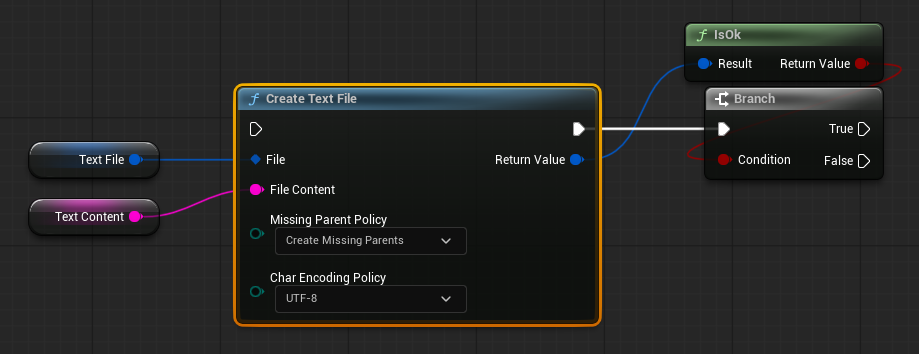 IsOk
Result
Return Value
Create Text File
Branch
True
Text File
File
Return Value
Condition
False
File Content
Text Content
Missing Parent Policy
Create Missing Parents
Char Encoding Policy
UTF-8